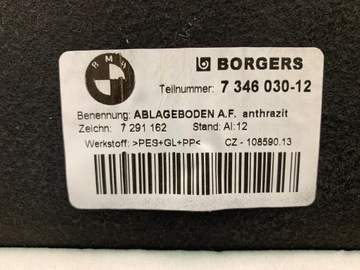 BMW
BORGERS
Teilnummer: 7 346 030-12
Benennung: ABLAGEBODEN A.F. anthrazit
Zeichn: 7 291 162 Stand: AI:12
Werkstoff: >PES+GL+PP< CZ - 108590.13